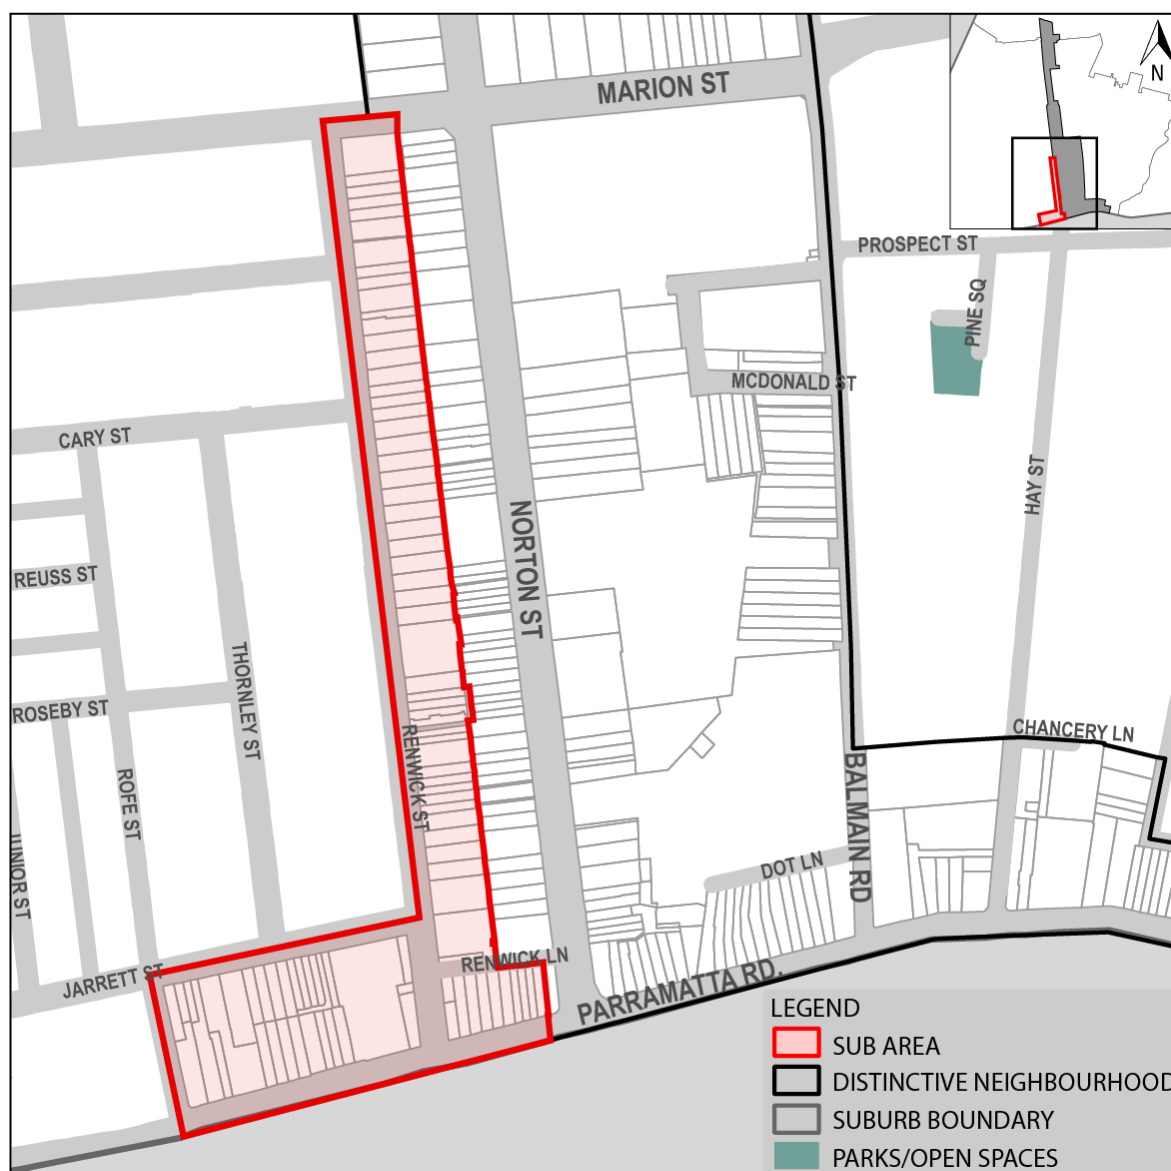 MARION ST
N
PROSPECT ST
PINE SQ
MCDONALD ST
CARY ST
HAY ST
NORTON ST
REUSS ST
THORNLEY ST
ROSEBY ST
RENWICK ST
CHANCERY LN
ROFE ST
BALMAIN RD
JUNIOR ST
DOT LN
RENWICK LN
JARRETT ST
PARRAMATTA RD.
LEGEND
SUB AREA
DISTINCTIVE NEIGHBOURHOOD
SUBURB BOUNDARY
PARKS/OPEN SPACES